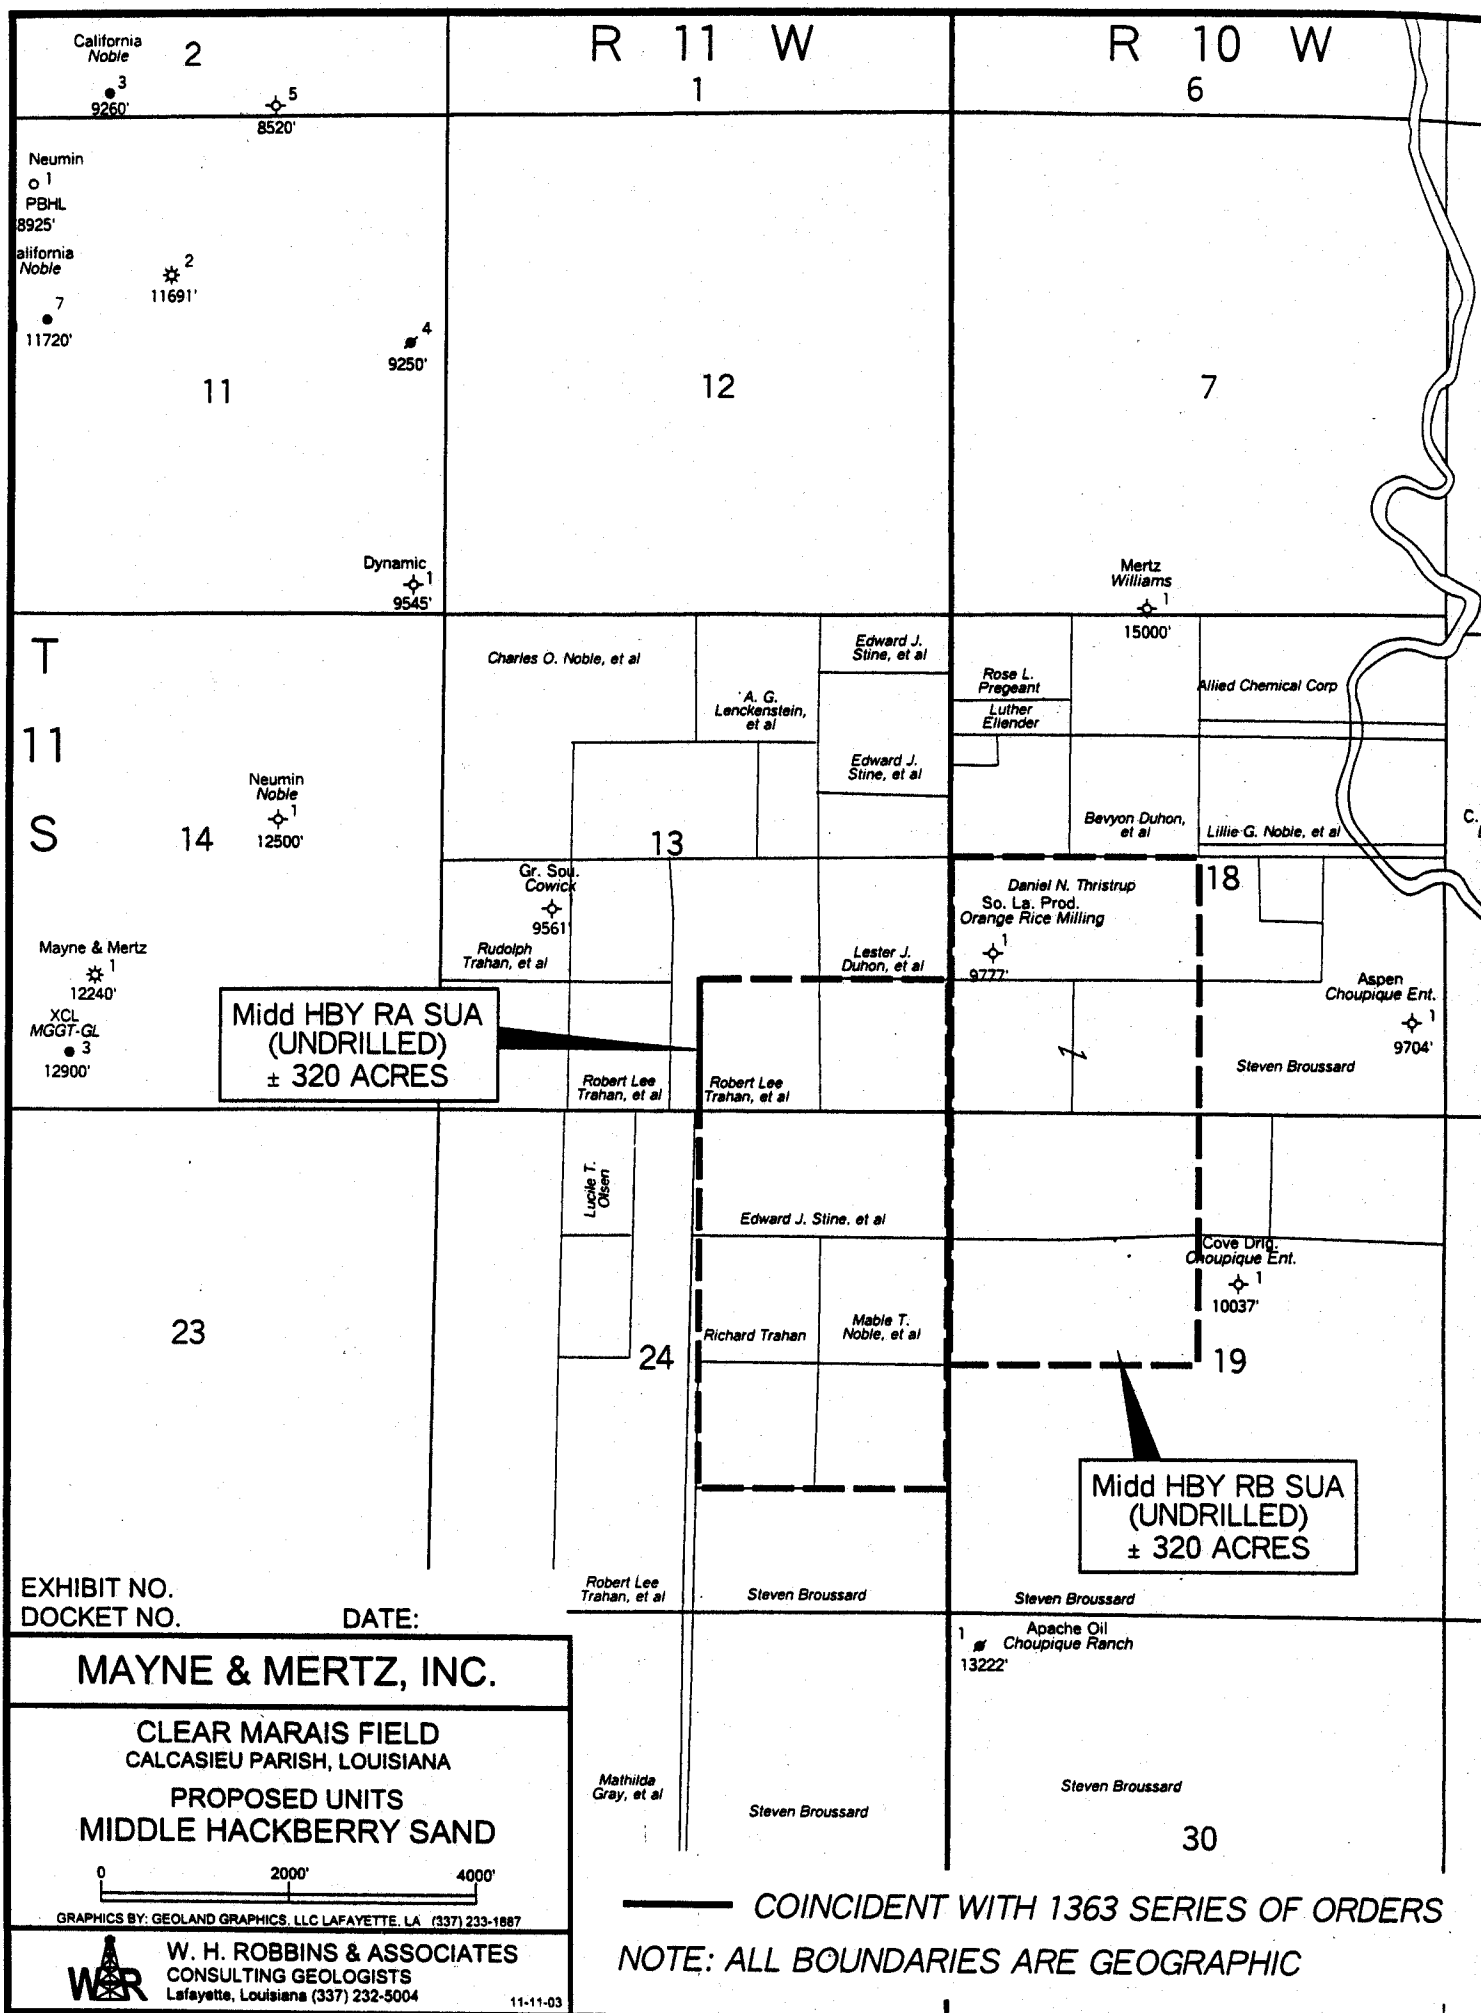 R 11 W
R 10 W
California
Noble
2
3
9260'
5
8520'
1
6
Neumin
1
PBHL
8925'
alifornia
Noble
7
11720'
2
11691'
4
9250'
11
12
7
Dynamic
1
9545'
Mertz
Williams
1
15000'
T
11
S
Charles O. Noble, et al
A. G.
Lenckenstein,
et al
Edward J.
Stine, et al
Edward J.
Stine, et al
Rose L.
Pregeant
Luther
Ellender
Allied Chemical Corp
Neumin
Noble
1
12500'
14
13
Bevyon Duhon,
et al
Lillie G. Noble, et al
C.
Gr. Sou.
Cowick
9561'
Rudolph
Trahan, et al
Lester J.
Duhon, et al
Daniel N. Thristrup
So. La. Prod.
Orange Rice Milling
1
9777'
18
Mayne & Mertz
1
12240'
XCL
MGGT-GL
3
12900'
Midd HBY RA SUA
(UNDRILLED)
± 320 ACRES
Aspen
Choupique Ent.
1
9704'
Steven Broussard
Robert Lee
Trahan, et al
Robert Lee
Trahan, et al
Lucile T.
Olsen
Edward J. Stine, et al
Cove Drlg.
Choupique Ent.
1
10037'
23
24
Richard Trahan
Mable T.
Noble, et al
19
Midd HBY RB SUA
(UNDRILLED)
± 320 ACRES
Robert Lee
Trahan, et al
Steven Broussard
Steven Broussard
Apache Oil
Choupique Ranch
1
13222'
Mathilda
Gray, et al
Steven Broussard
Steven Broussard
30
EXHIBIT NO.
DOCKET NO. DATE:
MAYNE & MERTZ, INC.
CLEAR MARAIS FIELD
CALCASIEU PARISH, LOUISIANA
PROPOSED UNITS
MIDDLE HACKBERRY SAND
0 2000' 4000'
GRAPHICS BY: GEOLAND GRAPHICS, LLC LAFAYETTE, LA (337) 233-1887
WR
W. H. ROBBINS & ASSOCIATES
CONSULTING GEOLOGISTS
Lafayette, Louisiana (337) 232-5004
11-11-03
COINCIDENT WITH 1363 SERIES OF ORDERS
NOTE: ALL BOUNDARIES ARE GEOGRAPHIC